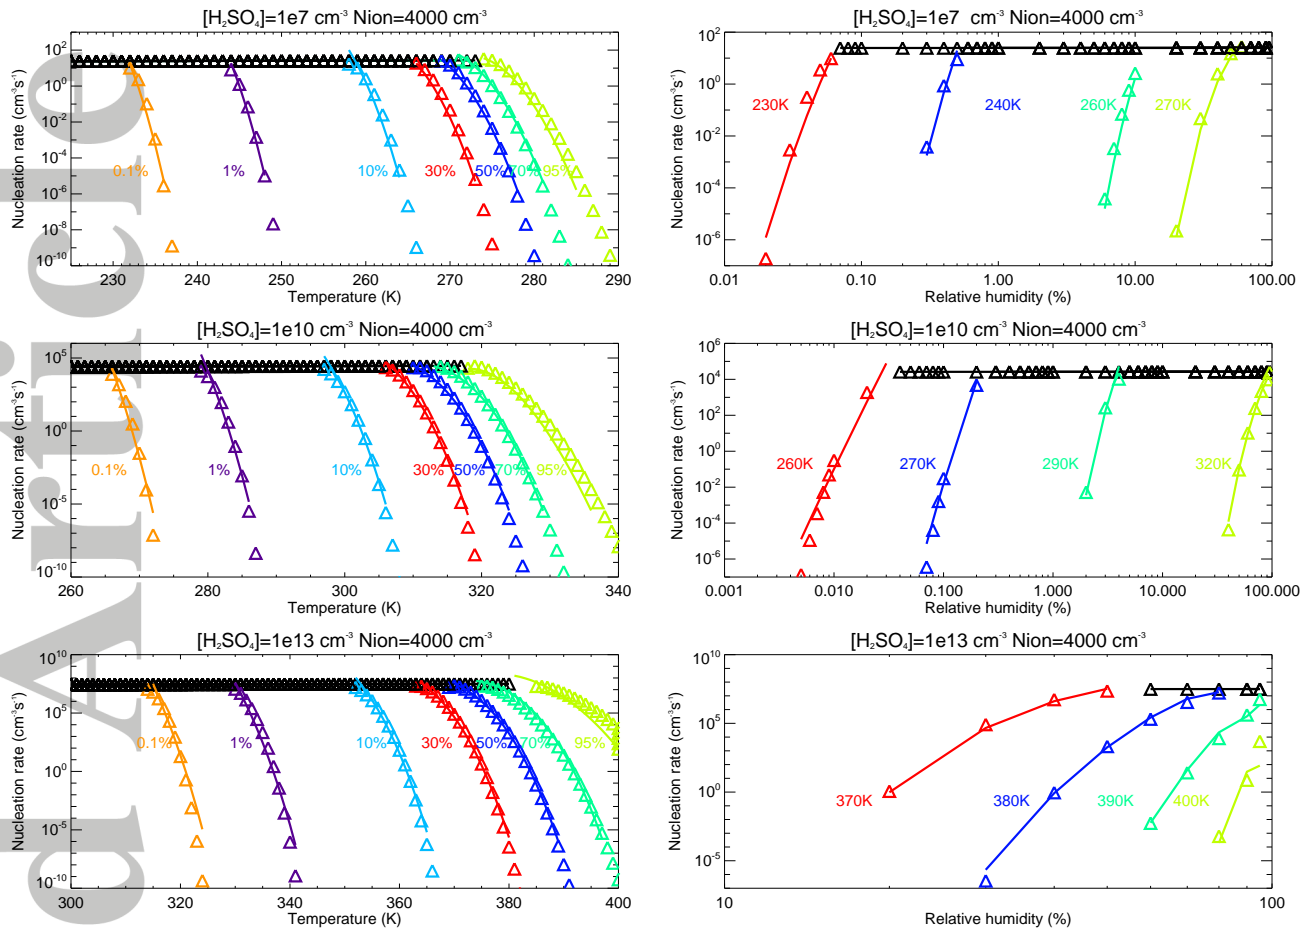 [H₂SO₄]=1e7 cm⁻³ Nion=4000 cm⁻³
Nucleation rate (cm⁻³s⁻¹)
10²
10⁰
10⁻²
10⁻⁴
10⁻⁶
10⁻⁸
10⁻¹⁰
0.1%
1%
10%
30%
50%
70%
95%
230 240 250 260 270 280 290
Temperature (K)
[H₂SO₄]=1e7 cm⁻³ Nion=4000 cm⁻³
Nucleation rate (cm⁻³s⁻¹)
10²
10⁰
10⁻²
10⁻⁴
10⁻⁶
230K
240K
260K
270K
0.01 0.10 1.00 10.00 100.00
Relative humidity (%)
[H₂SO₄]=1e10 cm⁻³ Nion=4000 cm⁻³
Nucleation rate (cm⁻³s⁻¹)
10⁵
10⁰
10⁻⁵
10⁻¹⁰
0.1%
1%
10%
30%
50%
70%
95%
260 280 300 320 340
Temperature (K)
[H₂SO₄]=1e10 cm⁻³ Nion=4000 cm⁻³
Nucleation rate (cm⁻³s⁻¹)
10⁶
10⁴
10²
10⁰
10⁻²
10⁻⁴
10⁻⁶
260K
270K
290K
320K
0.001 0.010 0.100 1.000 10.000 100.000
Relative humidity (%)
[H₂SO₄]=1e13 cm⁻³ Nion=4000 cm⁻³
Nucleation rate (cm⁻³s⁻¹)
10¹⁰
10⁵
10⁰
10⁻⁵
10⁻¹⁰
0.1%
1%
10%
30%
50%
70%
95%
300 320 340 360 380 400
Temperature (K)
[H₂SO₄]=1e13 cm⁻³ Nion=4000 cm⁻³
Nucleation rate (cm⁻³s⁻¹)
10¹⁰
10⁵
10⁰
10⁻⁵
370K
380K
390K
400K
10 100
Relative humidity (%)
d Article